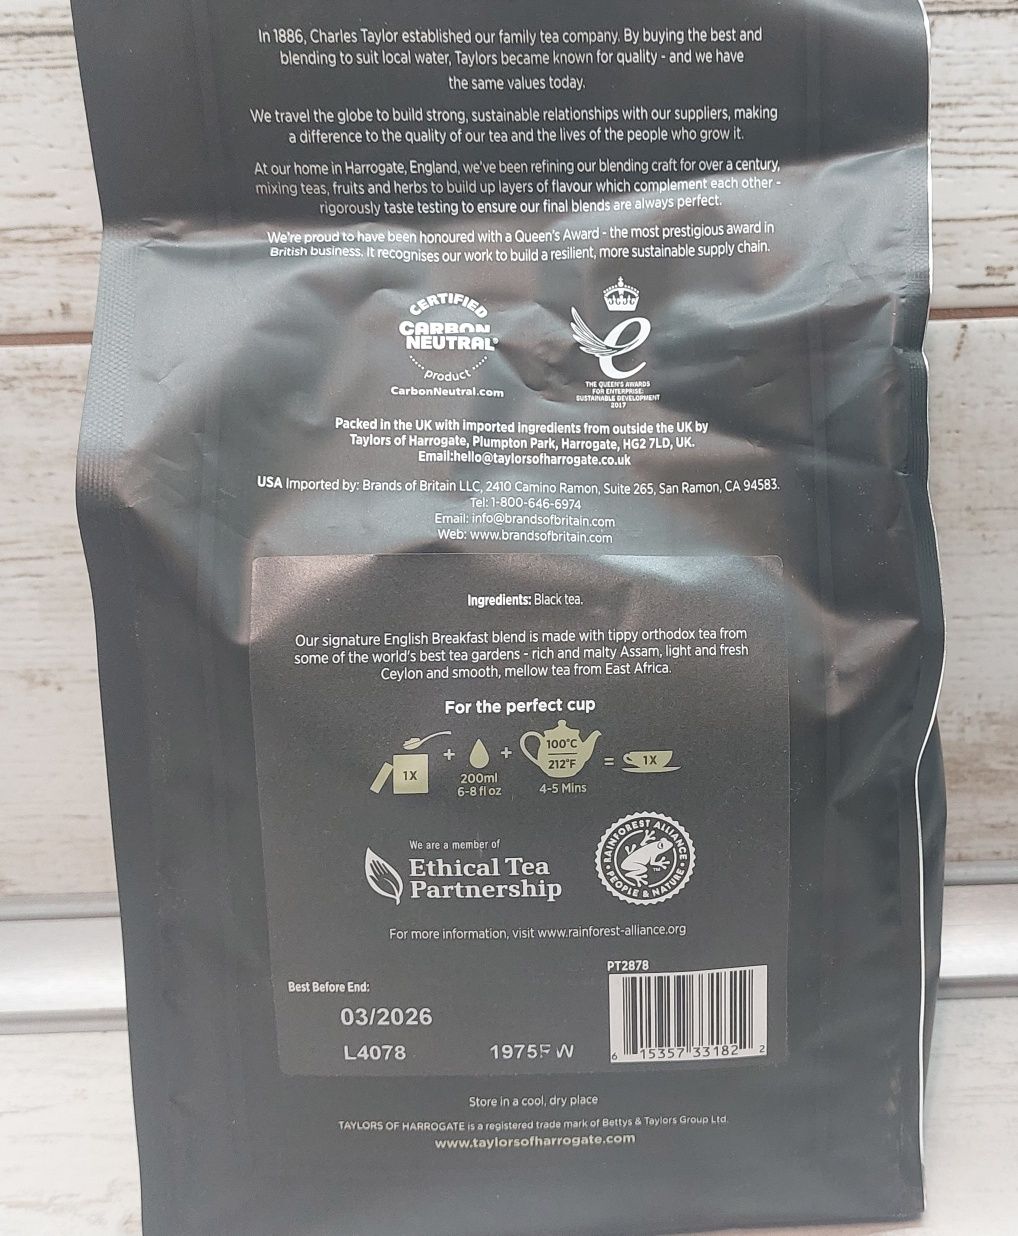 In 1886, Charles Taylor established our family tea company. By buying the best and
blending to suit local water, Taylors became known for quality - and we have
the same values today.
We travel the globe to build strong, sustainable relationships with our suppliers, making
a difference to the quality of our tea and the lives of the people who grow it.
At our home in Harrogate, England, we've been refining our blending craft for over a century,
mixing teas, fruits and herbs to build up layers of flavour which complement each other -
rigorously taste testing to ensure our final blends are always perfect.
We're proud to have been honoured with a Queen's Award - the most prestigious award in
British business. It recognises our work to build a resilient, more sustainable supply chain.
CERTIFIED
CARBON
NEUTRAL®
product
CarbonNeutral.com
e
THE QUEEN'S AWARDS
FOR ENTERPRISE:
SUSTAINABLE DEVELOPMENT
2017
Packed in the UK with imported ingredients from outside the UK by
Taylors of Harrogate, Plumpton Park, Harrogate, HG2 7LD, UK.
Email:hello@taylorsofharrogate.co.uk
USA Imported by: Brands of Britain LLC, 2410 Camino Ramon, Suite 265, San Ramon, CA 94583.
Tel: 1-800-646-6974
Email: info@brandsofbritain.com
Web: www.brandsofbritain.com
Ingredients: Black tea.
Our signature English Breakfast blend is made with tippy orthodox tea from
some of the world's best tea gardens - rich and malty Assam, light and fresh
Ceylon and smooth, mellow tea from East Africa.
For the perfect cup
1X + 200ml 6-8 fl oz + 100°C 212°F 4-5 Mins = 1X
We are a member of
Ethical Tea
Partnership
RAINFOREST ALLIANCE
PEOPLE & NATURE
TM
For more information, visit www.rainforest-alliance.org
PT2878
Best Before End:
03/2026
L4078 1975F W
6 15357 33182 2
Store in a cool, dry place
TAYLORS OF HARROGATE is a registered trade mark of Bettys & Taylors Group Ltd.
www.taylorsofharrogate.com